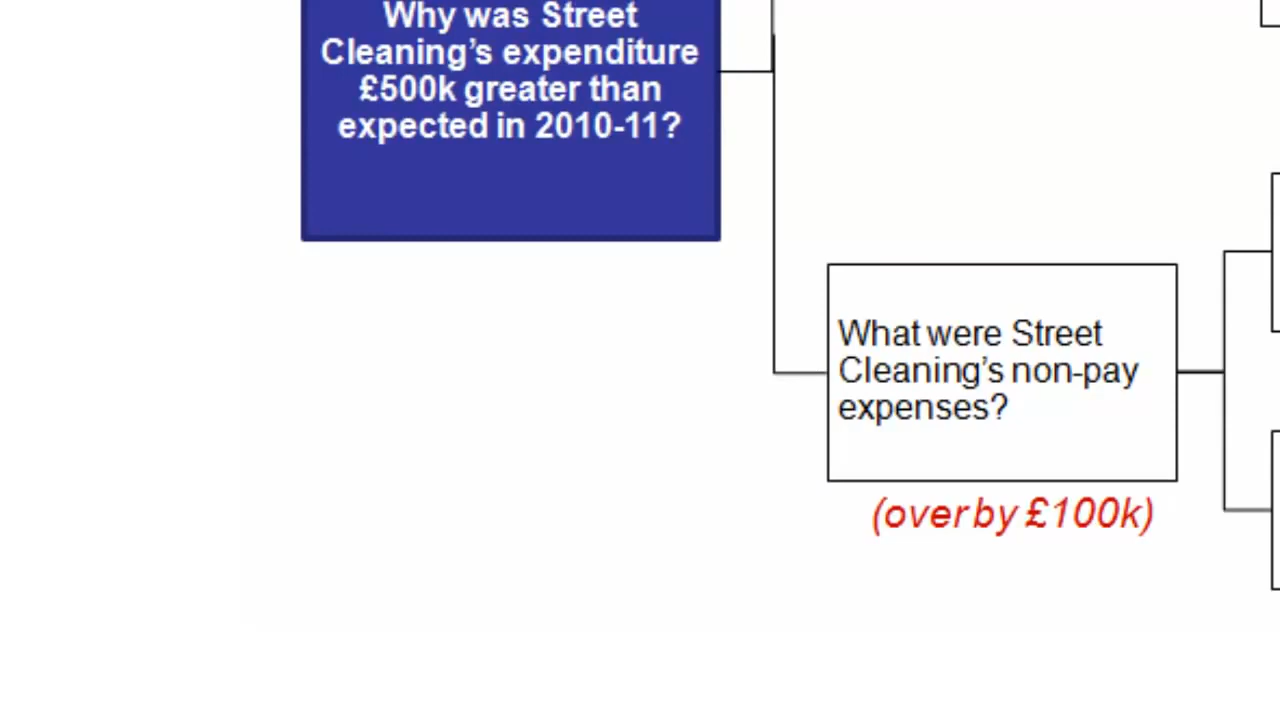 Why was Street
Cleaning’s expenditure
£500k greater than
expected in 2010-11?
What were Street
Cleaning’s non-pay
expenses?
(over by £100k)